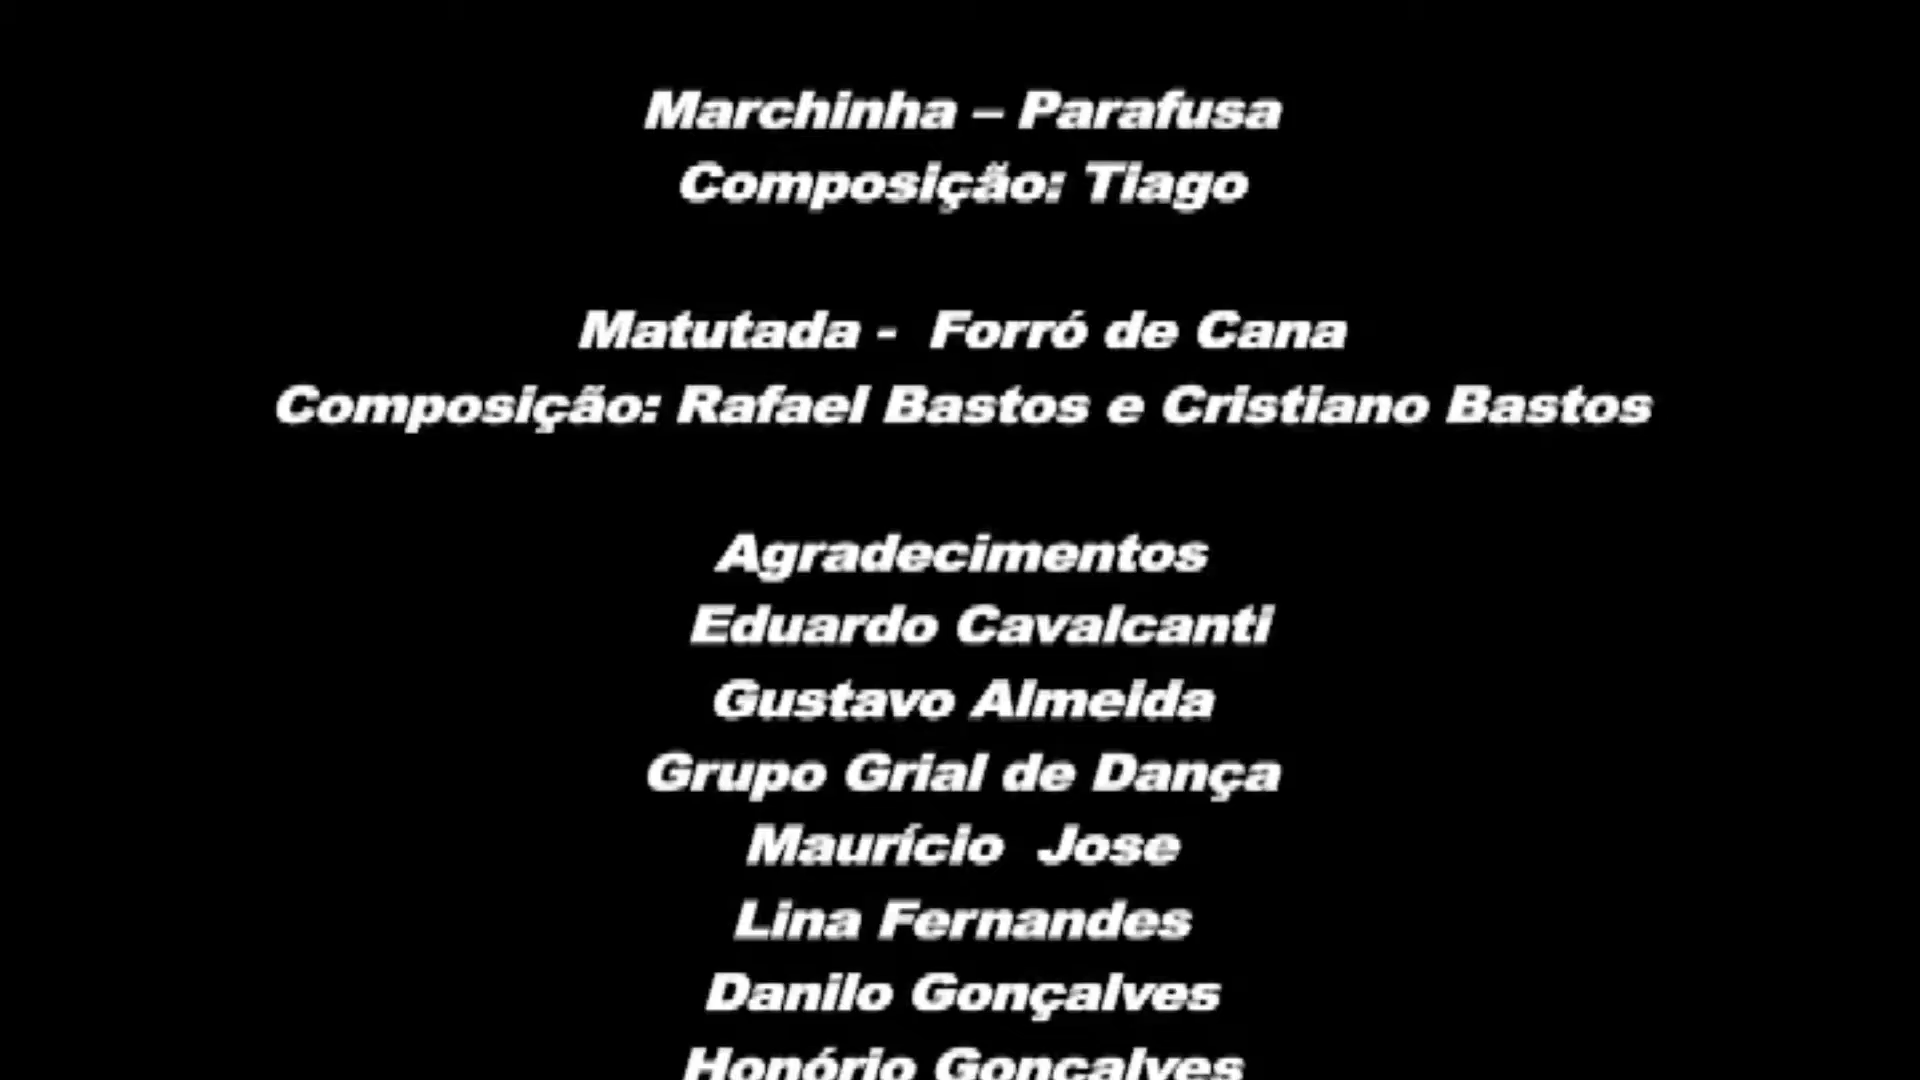 Marchinha – Parafusa
Composição: Tiago
Matutada -  Forró de Cana
Composição: Rafael Bastos e Cristiano Bastos
Agradecimentos
Eduardo Cavalcanti
Gustavo Almeida
Grupo Grial de Dança
Maurício  Jose
Lina Fernandes
Danilo Gonçalves
Honório Gonçalves